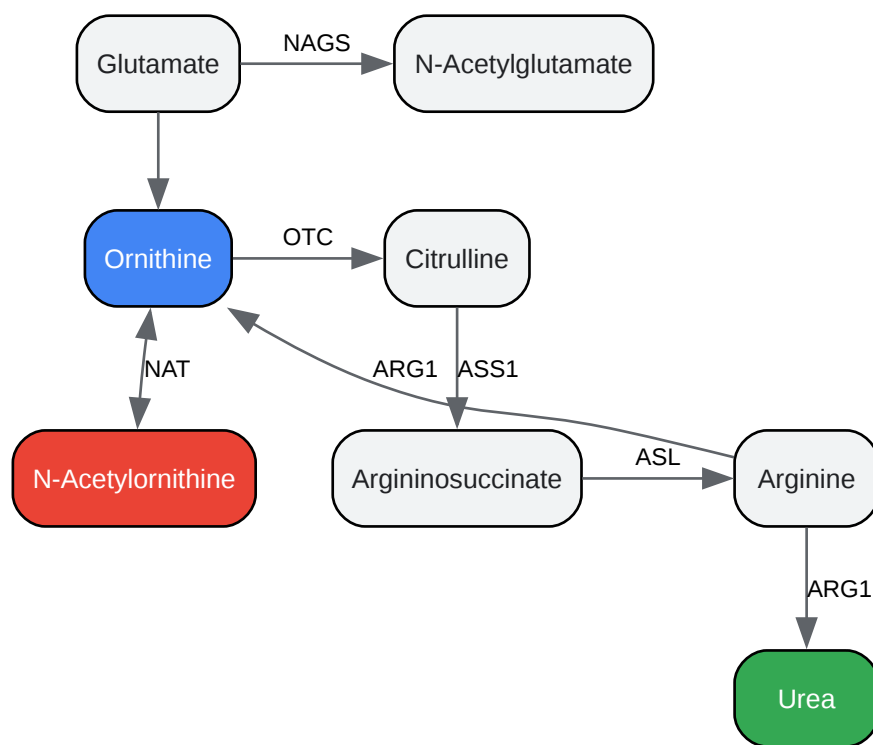 Glutamate
NAGS
N-Acetylglutamate
Ornithine
OTC
Citrulline
NAT
ARG1
ASS1
N-Acetylornithine
Argininosuccinate
ASL
Arginine
ARG1
Urea